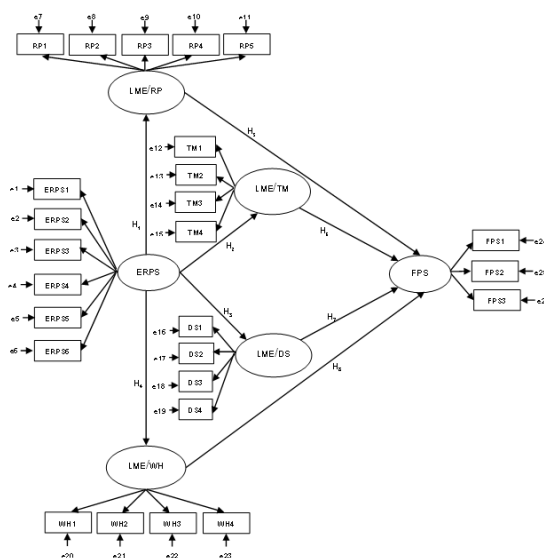 e7 e8 e9 e10 e11
RP1 RP2 RP3 RP4 RP5
LME/RP
H5
e12 TM1
e13 TM2
e14 TM3
e15 TM4
LME/TM
H1
H2
H6
e1 ERPS1
e2 ERPS2
e3 ERPS3
e4 ERPS4
e5 ERPS5
e6 ERPS6
ERPS
FPS
FPS1
FPS2
FPS3
H3
H7
e16 DS1
e17 DS2
e18 DS3
e19 DS4
LME/DS
H4
H8
LME/WH
WH1 WH2 WH3 WH4
e20 e21 e22 e23